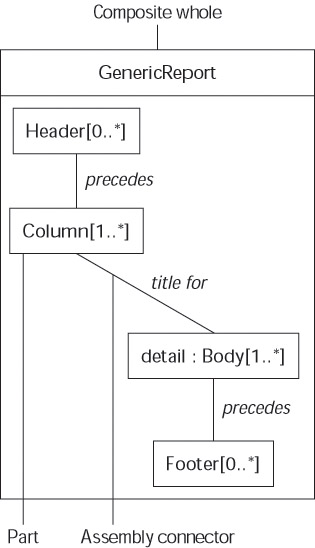 Composite whole
GenericReport
Header[0..*]
precedes
Column[1..*]
title for
detail : Body[1..*]
precedes
Footer[0..*]
Part
Assembly connector